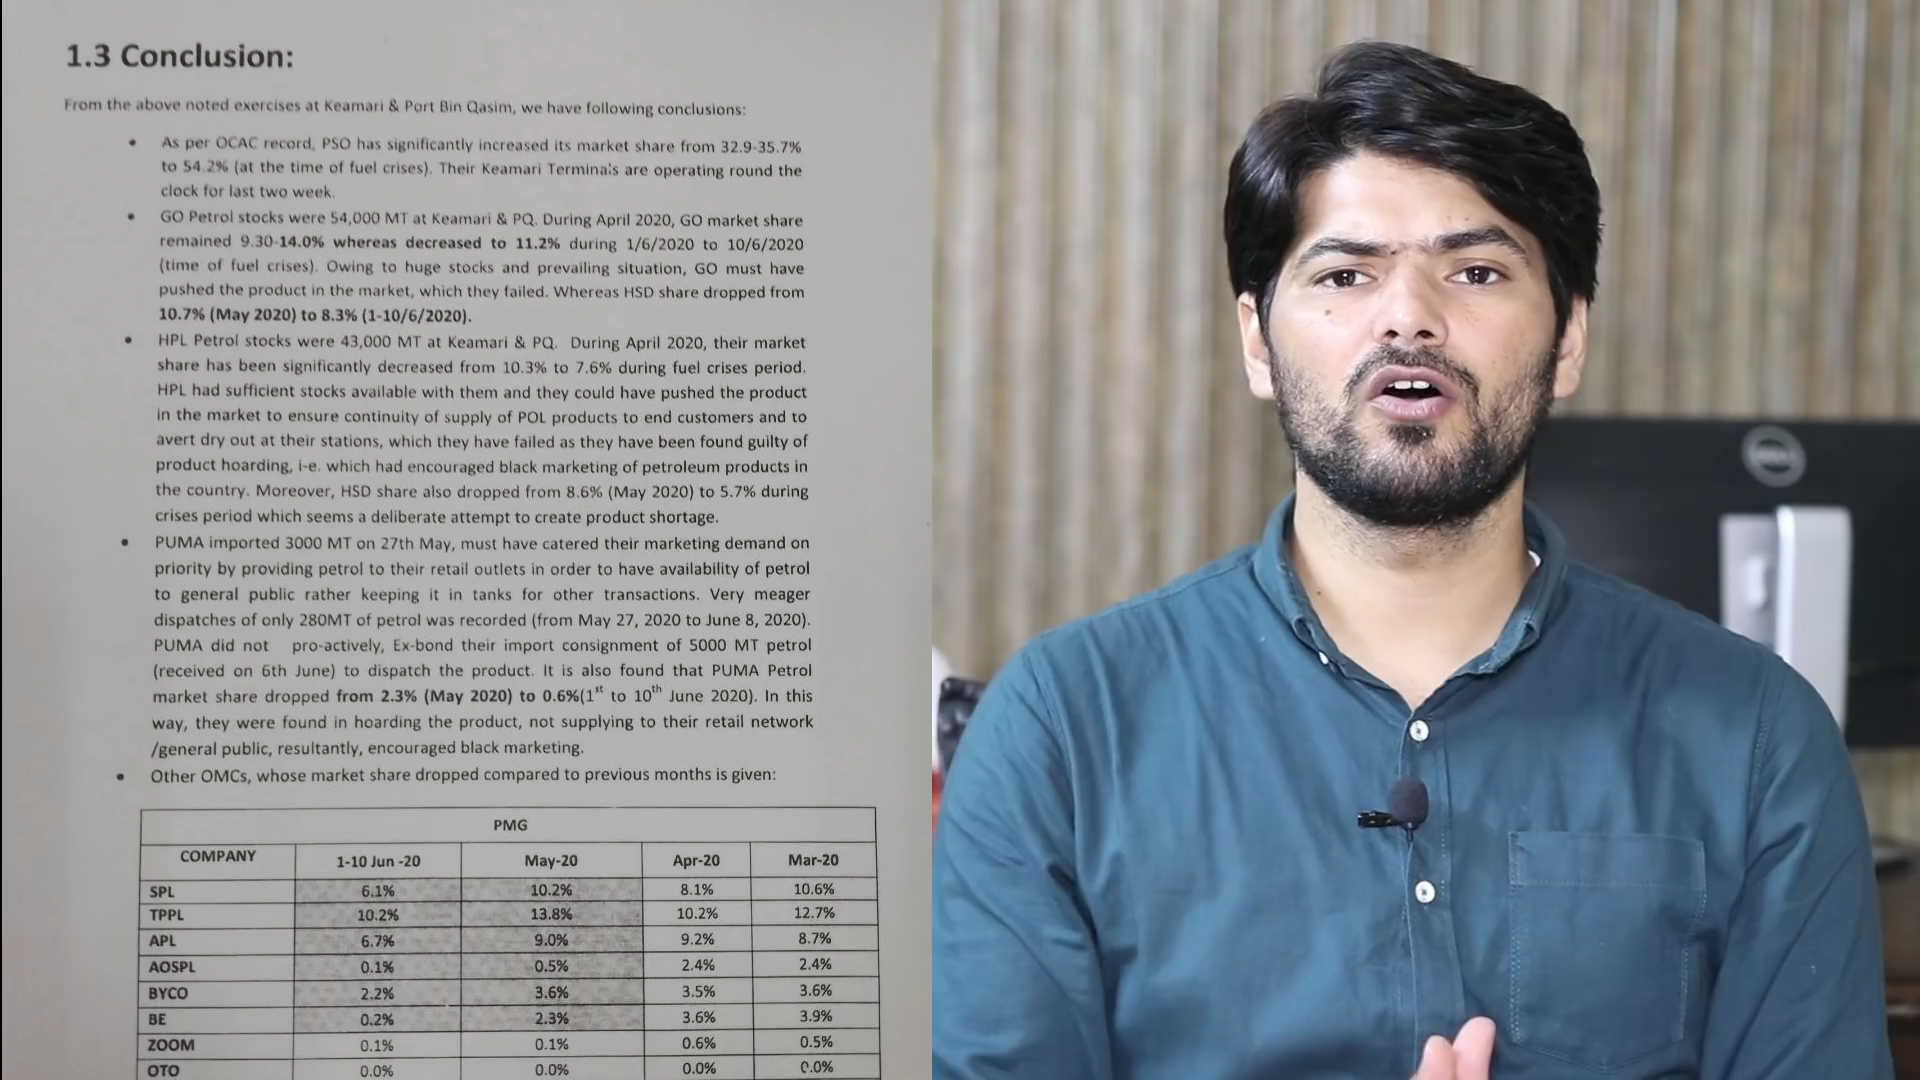 1.3 Conclusion:
From the above noted exercises at Keamari & Port Bin Qasim, we have following conclusions:
• As per OCAC record, PSO has significantly increased its market share from 32.9-35.7%
to 54.2% (at the time of fuel crises). Their Keamari Terminals are operating round the
clock for last two week.
• GO Petrol stocks were 54,000 MT at Keamari & PQ. During April 2020, GO market share
remained 9.30-14.0% whereas decreased to 11.2% during 1/6/2020 to 10/6/2020
(time of fuel crises). Owing to huge stocks and prevailing situation, GO must have
pushed the product in the market, which they failed. Whereas HSD share dropped from
10.7% (May 2020) to 8.3% (1-10/6/2020).
• HPL Petrol stocks were 43,000 MT at Keamari & PQ. During April 2020, their market
share has been significantly decreased from 10.3% to 7.6% during fuel crises period.
HPL had sufficient stocks available with them and they could have pushed the product
in the market to ensure continuity of supply of POL products to end customers and to
avert dry out at their stations, which they have failed as they have been found guilty of
product hoarding, i-e. which had encouraged black marketing of petroleum products in
the country. Moreover, HSD share also dropped from 8.6% (May 2020) to 5.7% during
crises period which seems a deliberate attempt to create product shortage.
• PUMA imported 3000 MT on 27th May, must have catered their marketing demand on
priority by providing petrol to their retail outlets in order to have availability of petrol
to general public rather keeping it in tanks for other transactions. Very meager
dispatches of only 280MT of petrol was recorded (from May 27, 2020 to June 8, 2020).
PUMA did not pro-actively, Ex-bond their import consignment of 5000 MT petrol
(received on 6th June) to dispatch the product. It is also found that PUMA Petrol
market share dropped from 2.3% (May 2020) to 0.6%(1st to 10th June 2020). In this
way, they were found in hoarding the product, not supplying to their retail network
/general public, resultantly, encouraged black marketing.
• Other OMCs, whose market share dropped compared to previous months is given:
PMG
COMPANY 1-10 Jun -20 May-20 Apr-20 Mar-20
SPL 6.1% 10.2% 8.1% 10.6%
TPPL 10.2% 13.8% 10.2% 12.7%
APL 6.7% 9.0% 9.2% 8.7%
AOSPL 0.1% 0.5% 2.4% 2.4%
BYCO 2.2% 3.6% 3.5% 3.6%
BE 0.2% 2.3% 3.6% 3.9%
ZOOM 0.1% 0.1% 0.6% 0.5%
OTO 0.0% 0.0% 0.0% 0.0%
DELL